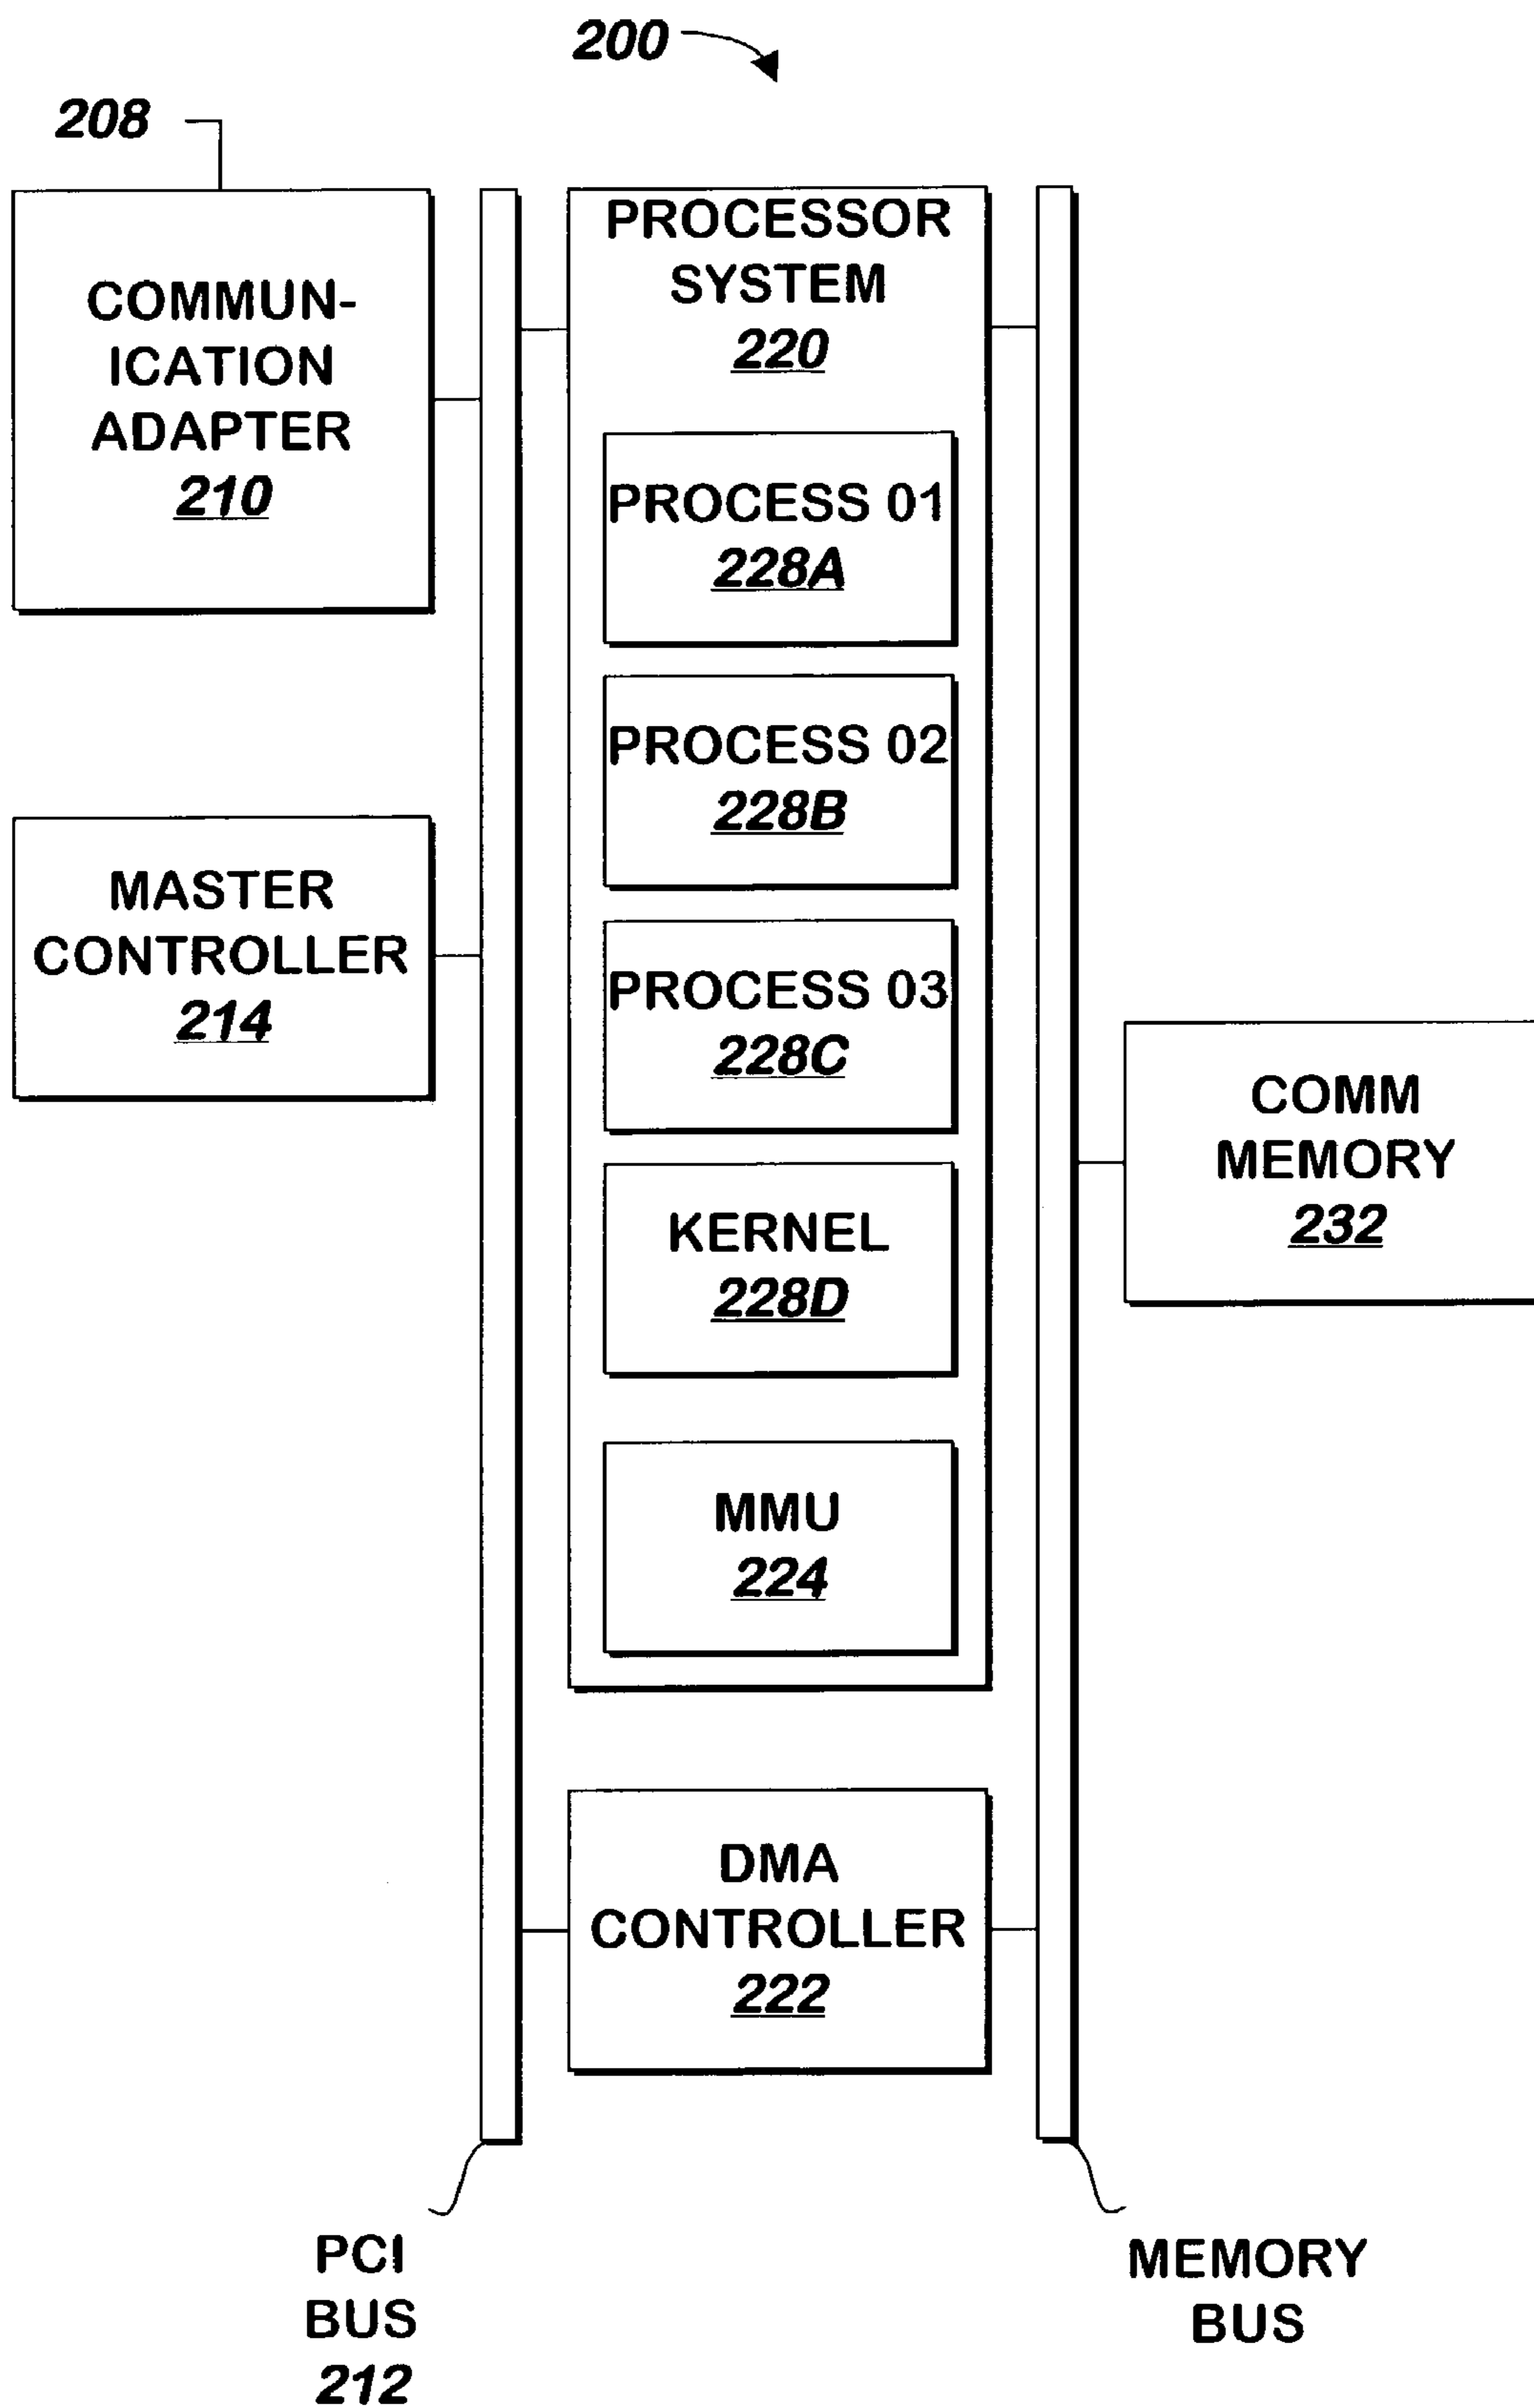 200
208
COMMUN-
ICATION
ADAPTER
210
MASTER
CONTROLLER
214
PROCESSOR
SYSTEM
220
PROCESS 01
228A
PROCESS 02
228B
PROCESS 03
228C
KERNEL
228D
MMU
224
DMA
CONTROLLER
222
COMM
MEMORY
232
PCI
BUS
212
MEMORY
BUS